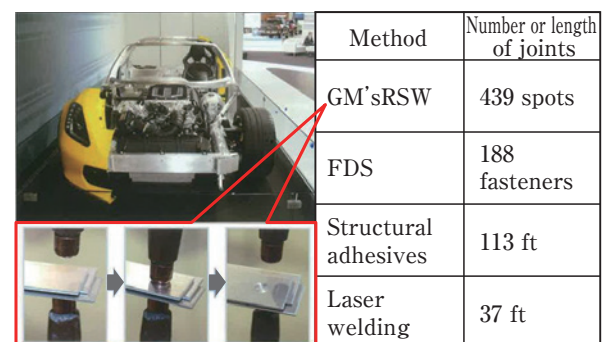 Method
Number or length
of joints
GM'sRSW
439 spots
FDS
188
fasteners
Structural
adhesives
113 ft
Laser
welding
37 ft